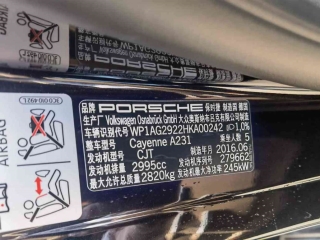 品牌 PORSCHE 保时捷 制造国 德国
生产厂 Volkswagen Osnabrück GmbH 大众奥斯纳布吕克有限公司
车辆识别代号 WP1AG2922HKA00242
整车型号 Cayenne A231 乘坐人数 5
发动机型号 CJT 制造年月 2016.06
发动机排量 2995cc 279662
最大允许总质量 2820kg 245kW
AIRBAG